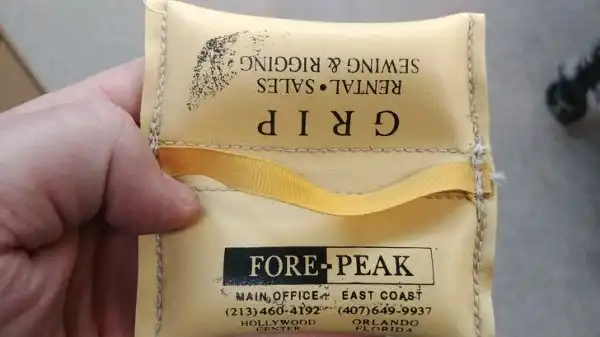 GRIP
RENTAL • SALES
SEWING & RIGGING
FORE-PEAK
MAIN OFFICE EAST COAST
(213) 460-4192 (407) 649-9937
HOLLYWOOD ORLANDO
CENTER FLORIDA